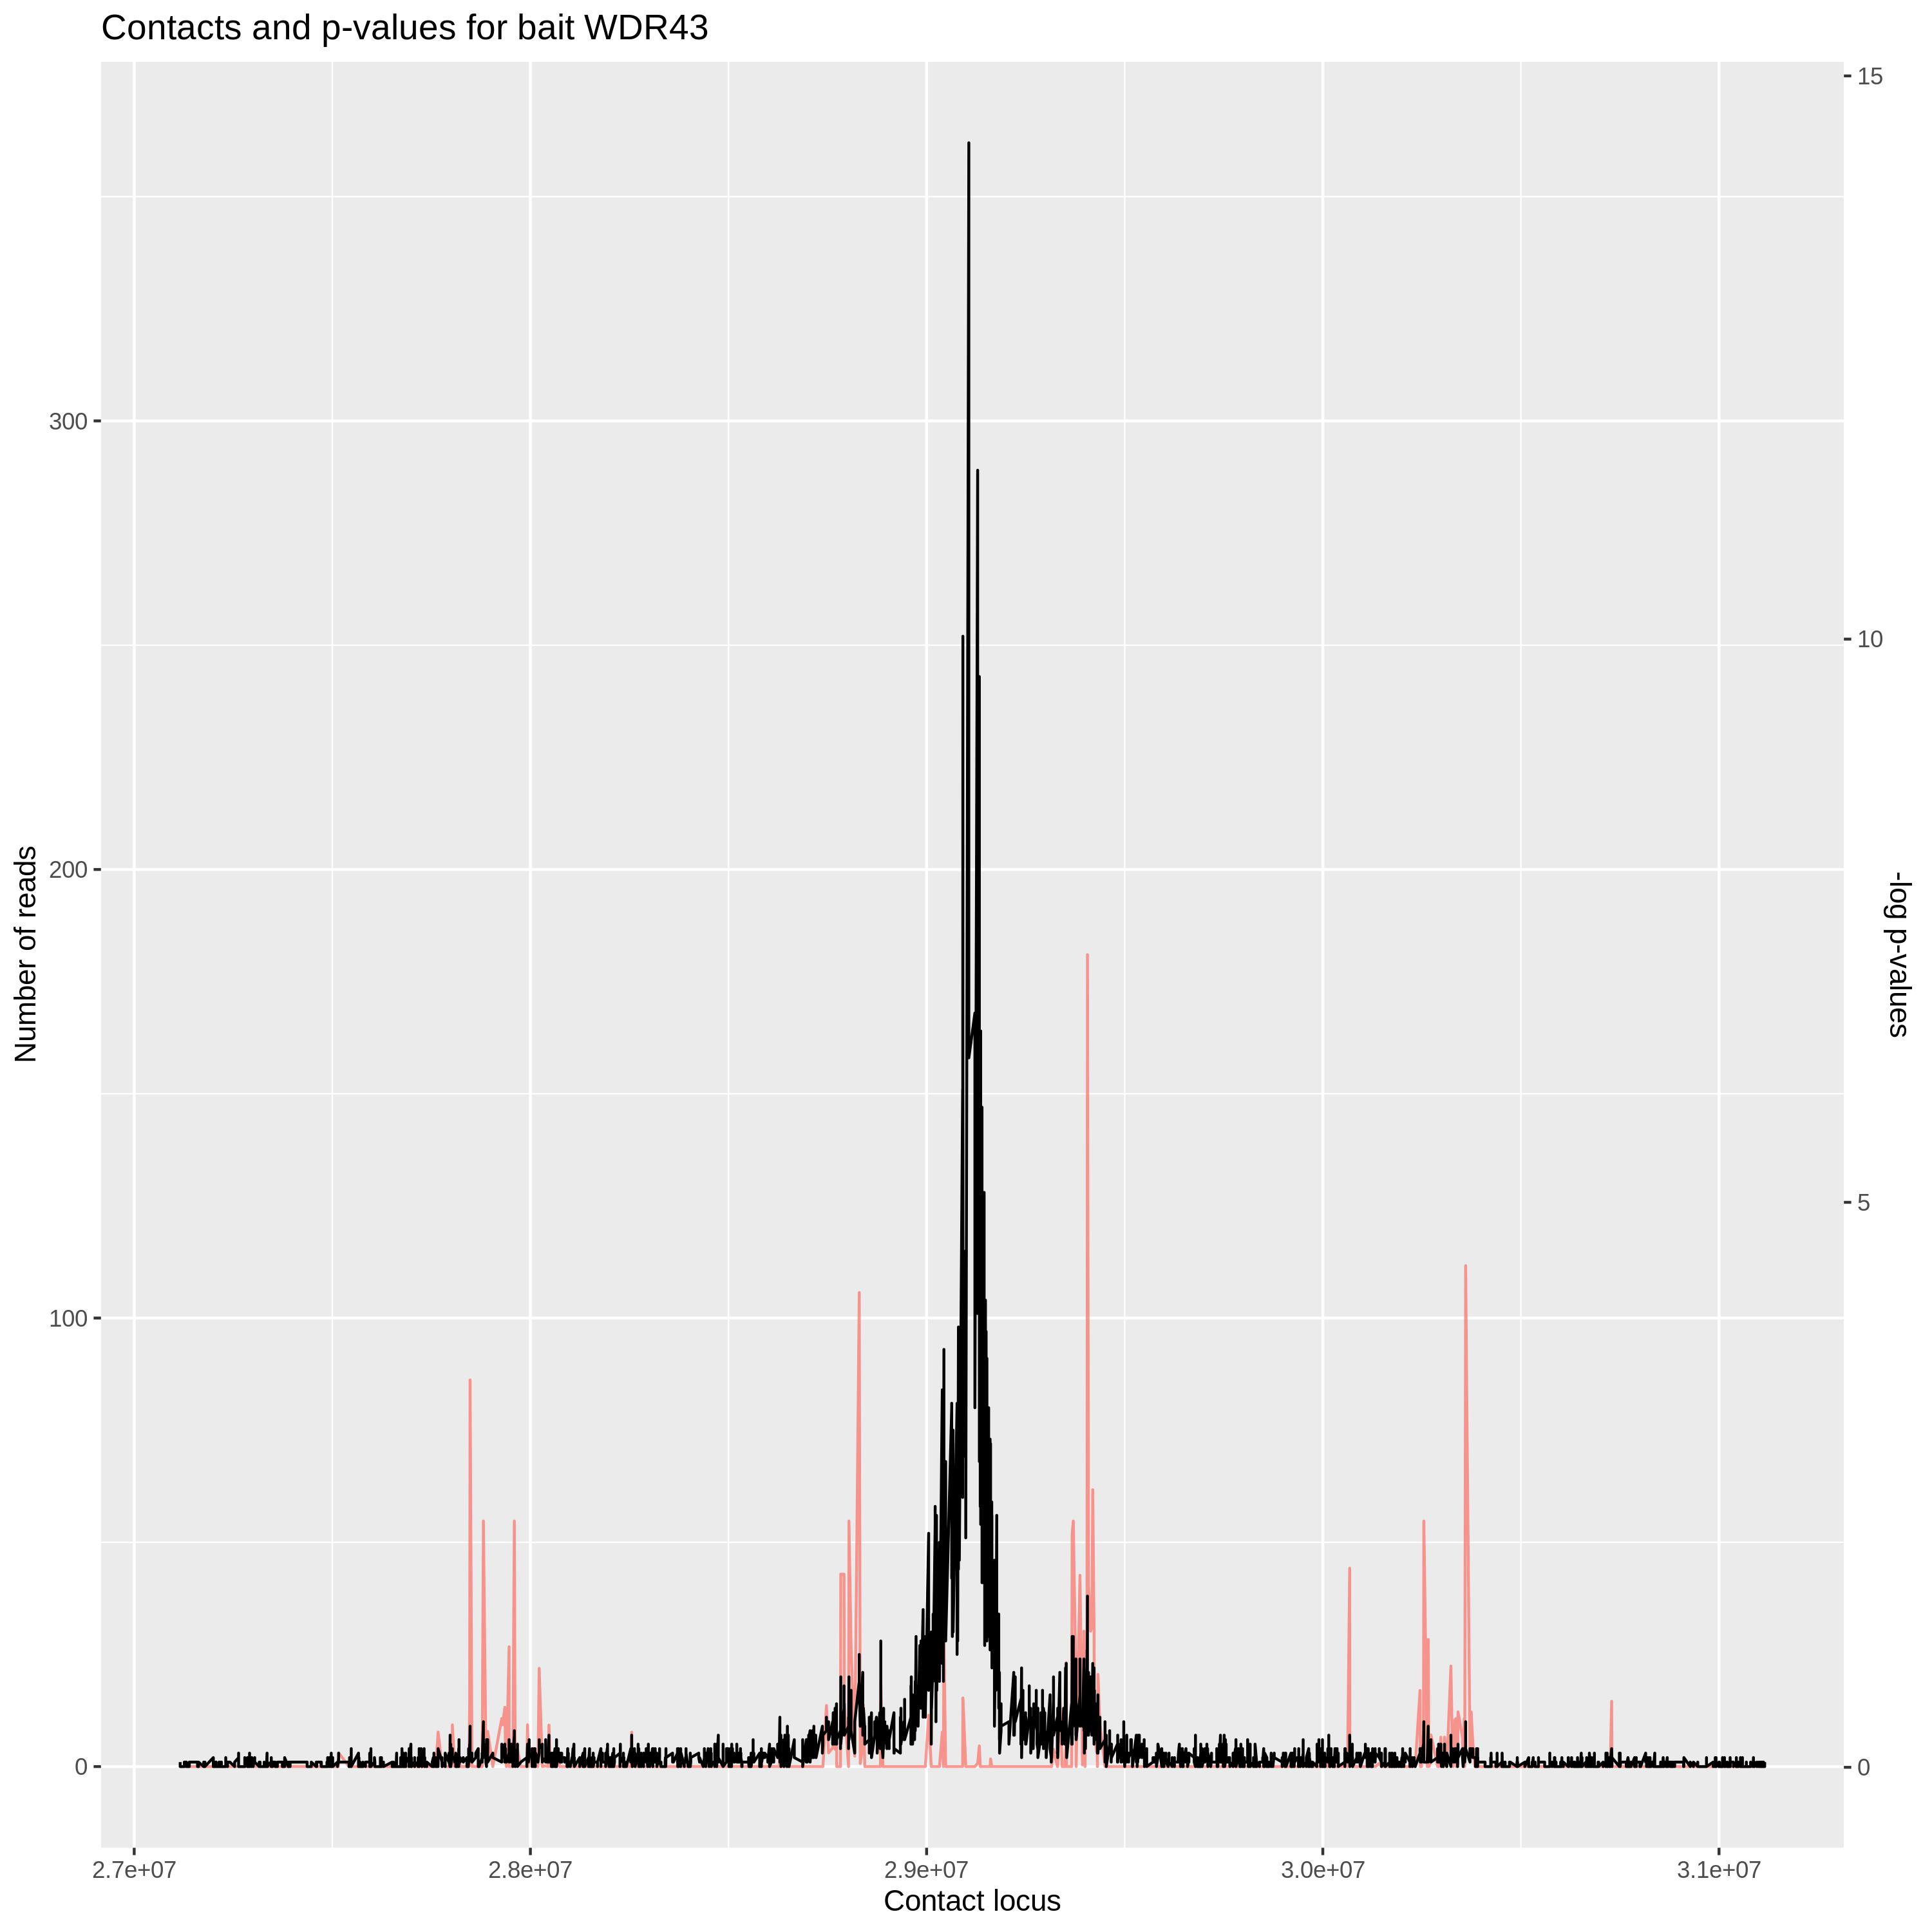 Contacts and p-values for bait WDR43
15
300
10
200
Number of reads
-log p-values
5
100
0
0
2.7e+07 2.8e+07 2.9e+07 3.0e+07 3.1e+07
Contact locus